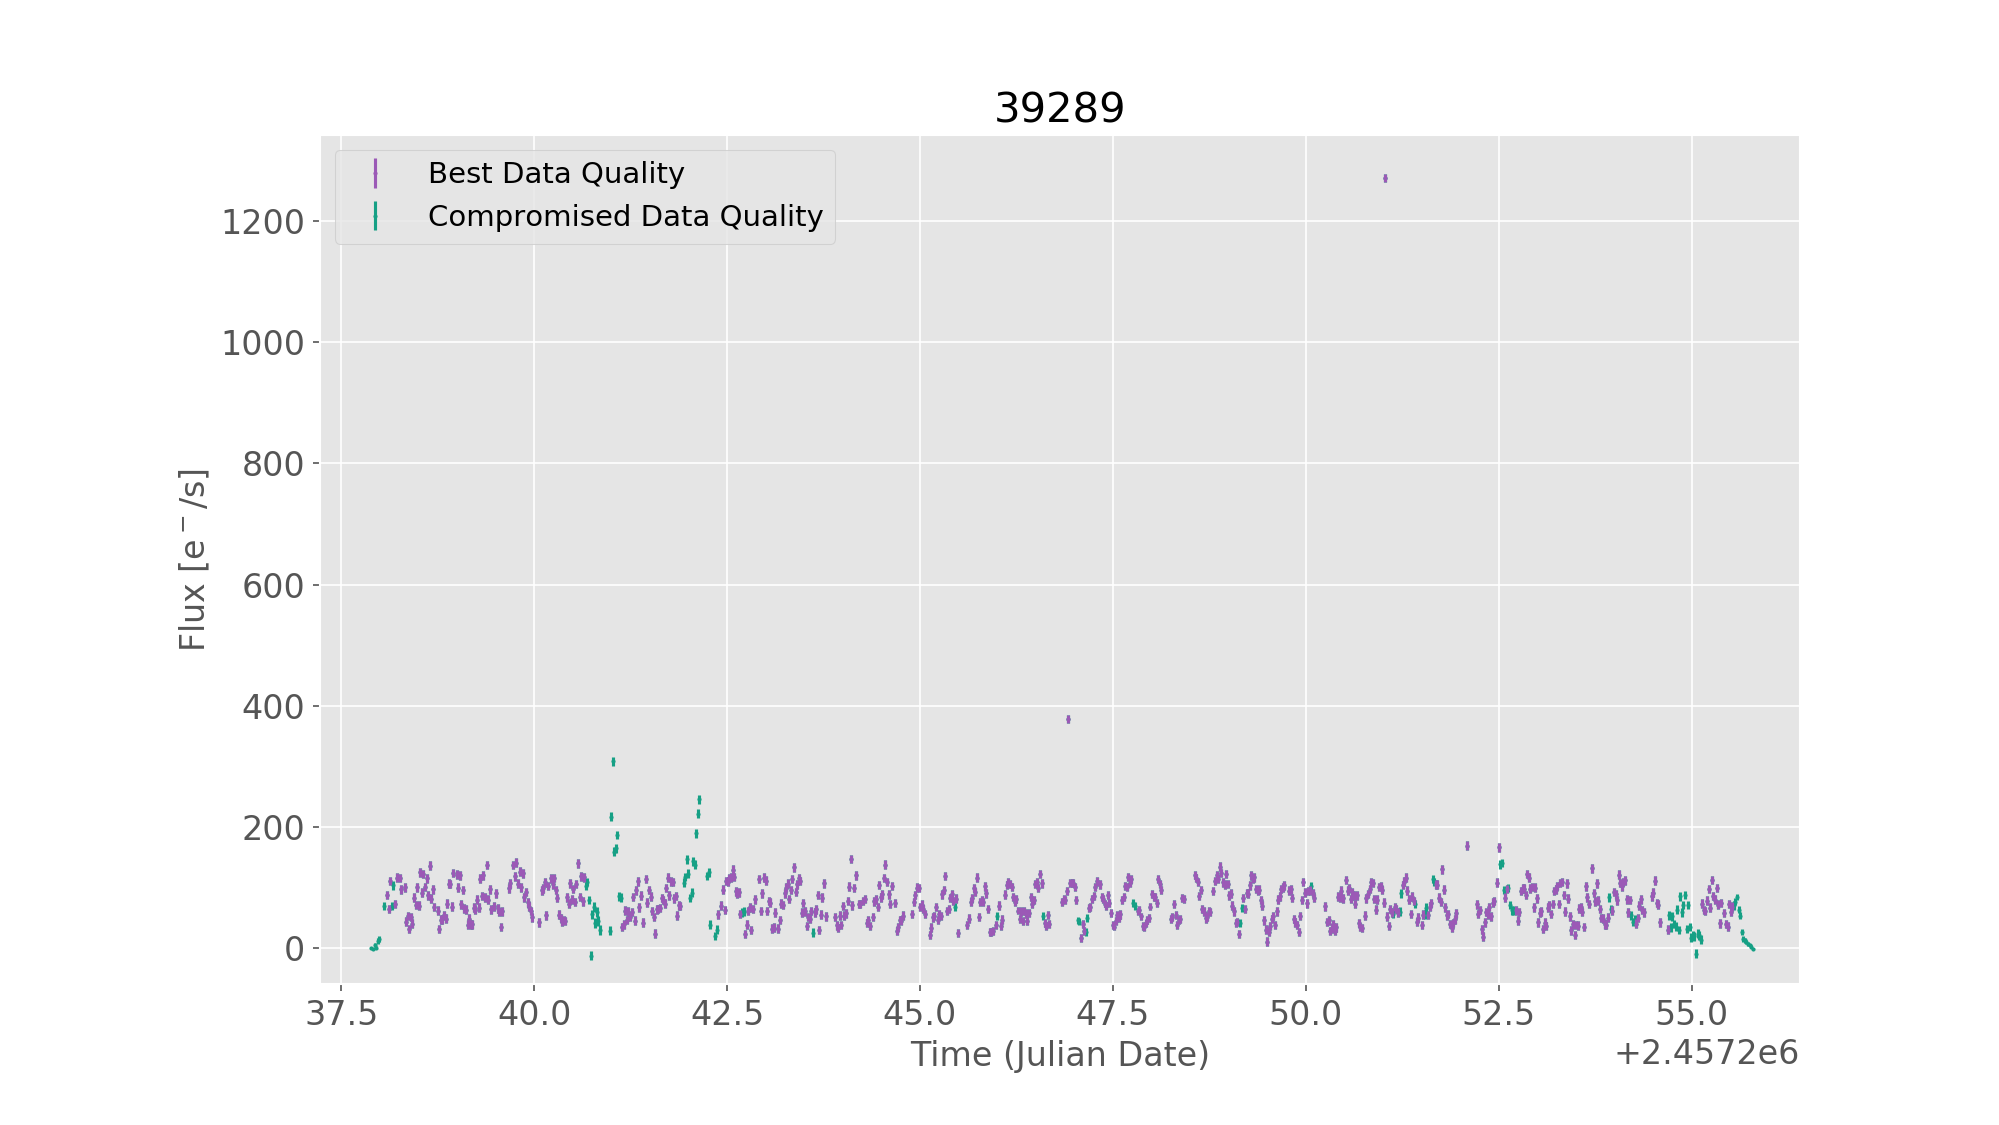 39289
Best Data Quality
Compromised Data Quality
1200
1000
800
600
400
200
0
Flux [e⁻/s]
37.5 40.0 42.5 45.0 47.5 50.0 52.5 55.0
Time (Julian Date)
+2.4572e6